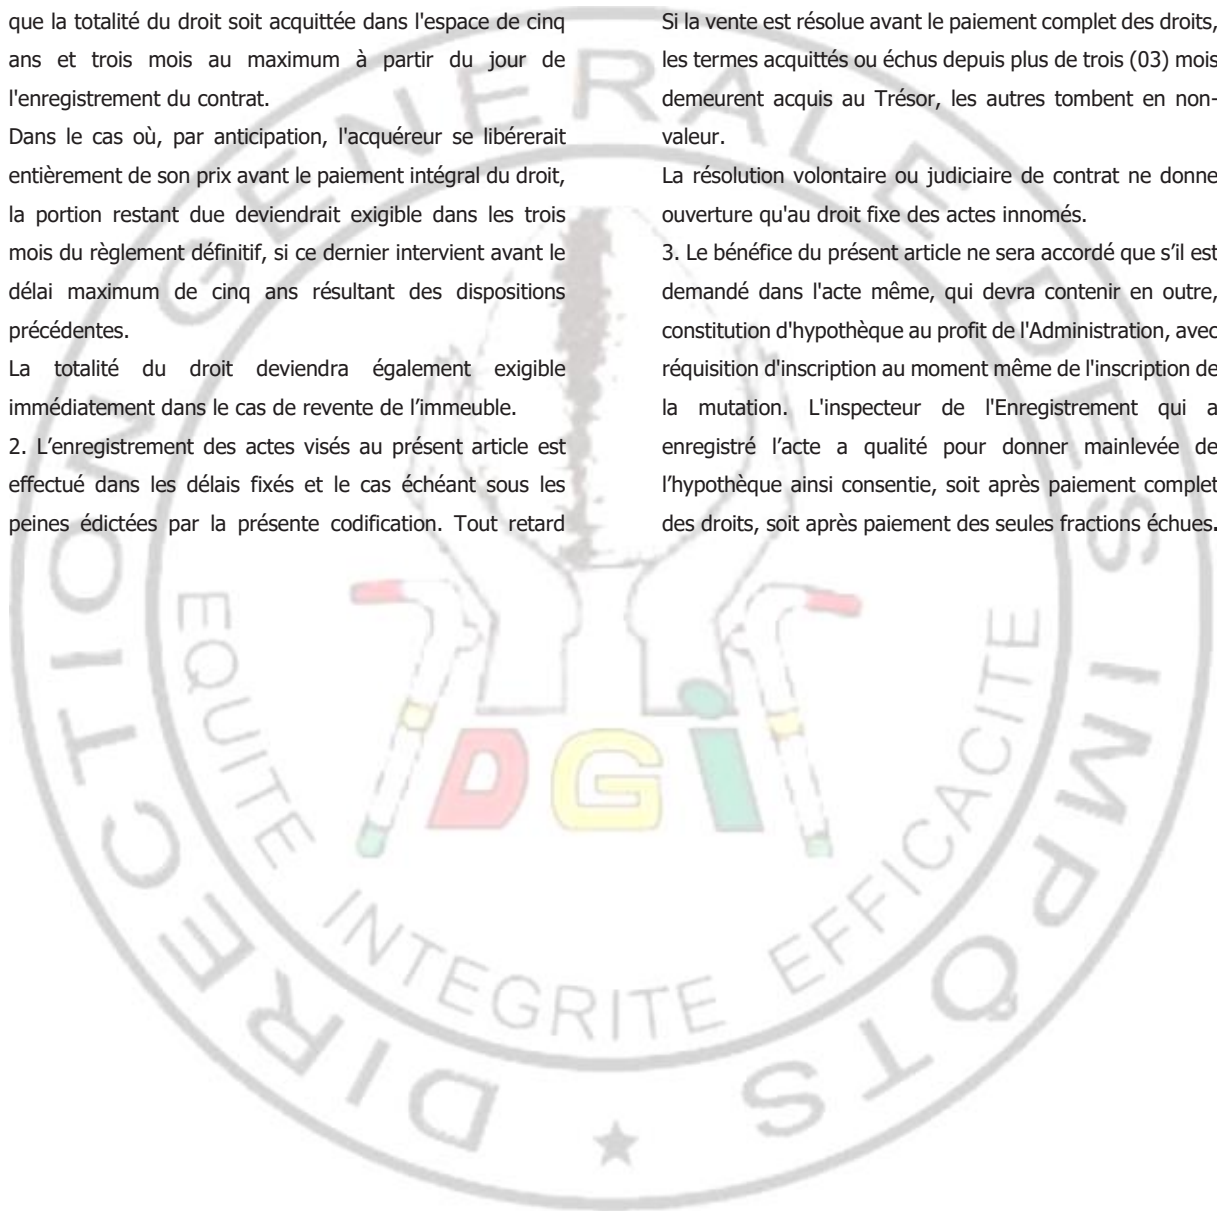 que la totalité du droit soit acquittée dans l'espace de cinq
ans et trois mois au maximum à partir du jour de
l'enregistrement du contrat.
Dans le cas où, par anticipation, l'acquéreur se libérerait
entièrement de son prix avant le paiement intégral du droit,
la portion restant due deviendrait exigible dans les trois
mois du règlement définitif, si ce dernier intervient avant le
délai maximum de cinq ans résultant des dispositions
précédentes.
La totalité du droit deviendra également exigible
immédiatement dans le cas de revente de l’immeuble.
2. L’enregistrement des actes visés au présent article est
effectué dans les délais fixés et le cas échéant sous les
peines édictées par la présente codification. Tout retard
Si la vente est résolue avant le paiement complet des droits,
les termes acquittés ou échus depuis plus de trois (03) mois
demeurent acquis au Trésor, les autres tombent en non-
valeur.
La résolution volontaire ou judiciaire de contrat ne donne
ouverture qu'au droit fixe des actes innomés.
3. Le bénéfice du présent article ne sera accordé que s’il est
demandé dans l'acte même, qui devra contenir en outre,
constitution d'hypothèque au profit de l'Administration, avec
réquisition d'inscription au moment même de l'inscription de
la mutation. L'inspecteur de l'Enregistrement qui a
enregistré l’acte a qualité pour donner mainlevée de
l’hypothèque ainsi consentie, soit après paiement complet
des droits, soit après paiement des seules fractions échues.
DIRECTION GENERALE DES IMPÔTS
EQUITE INTEGRITE EFFICACITE
DGI